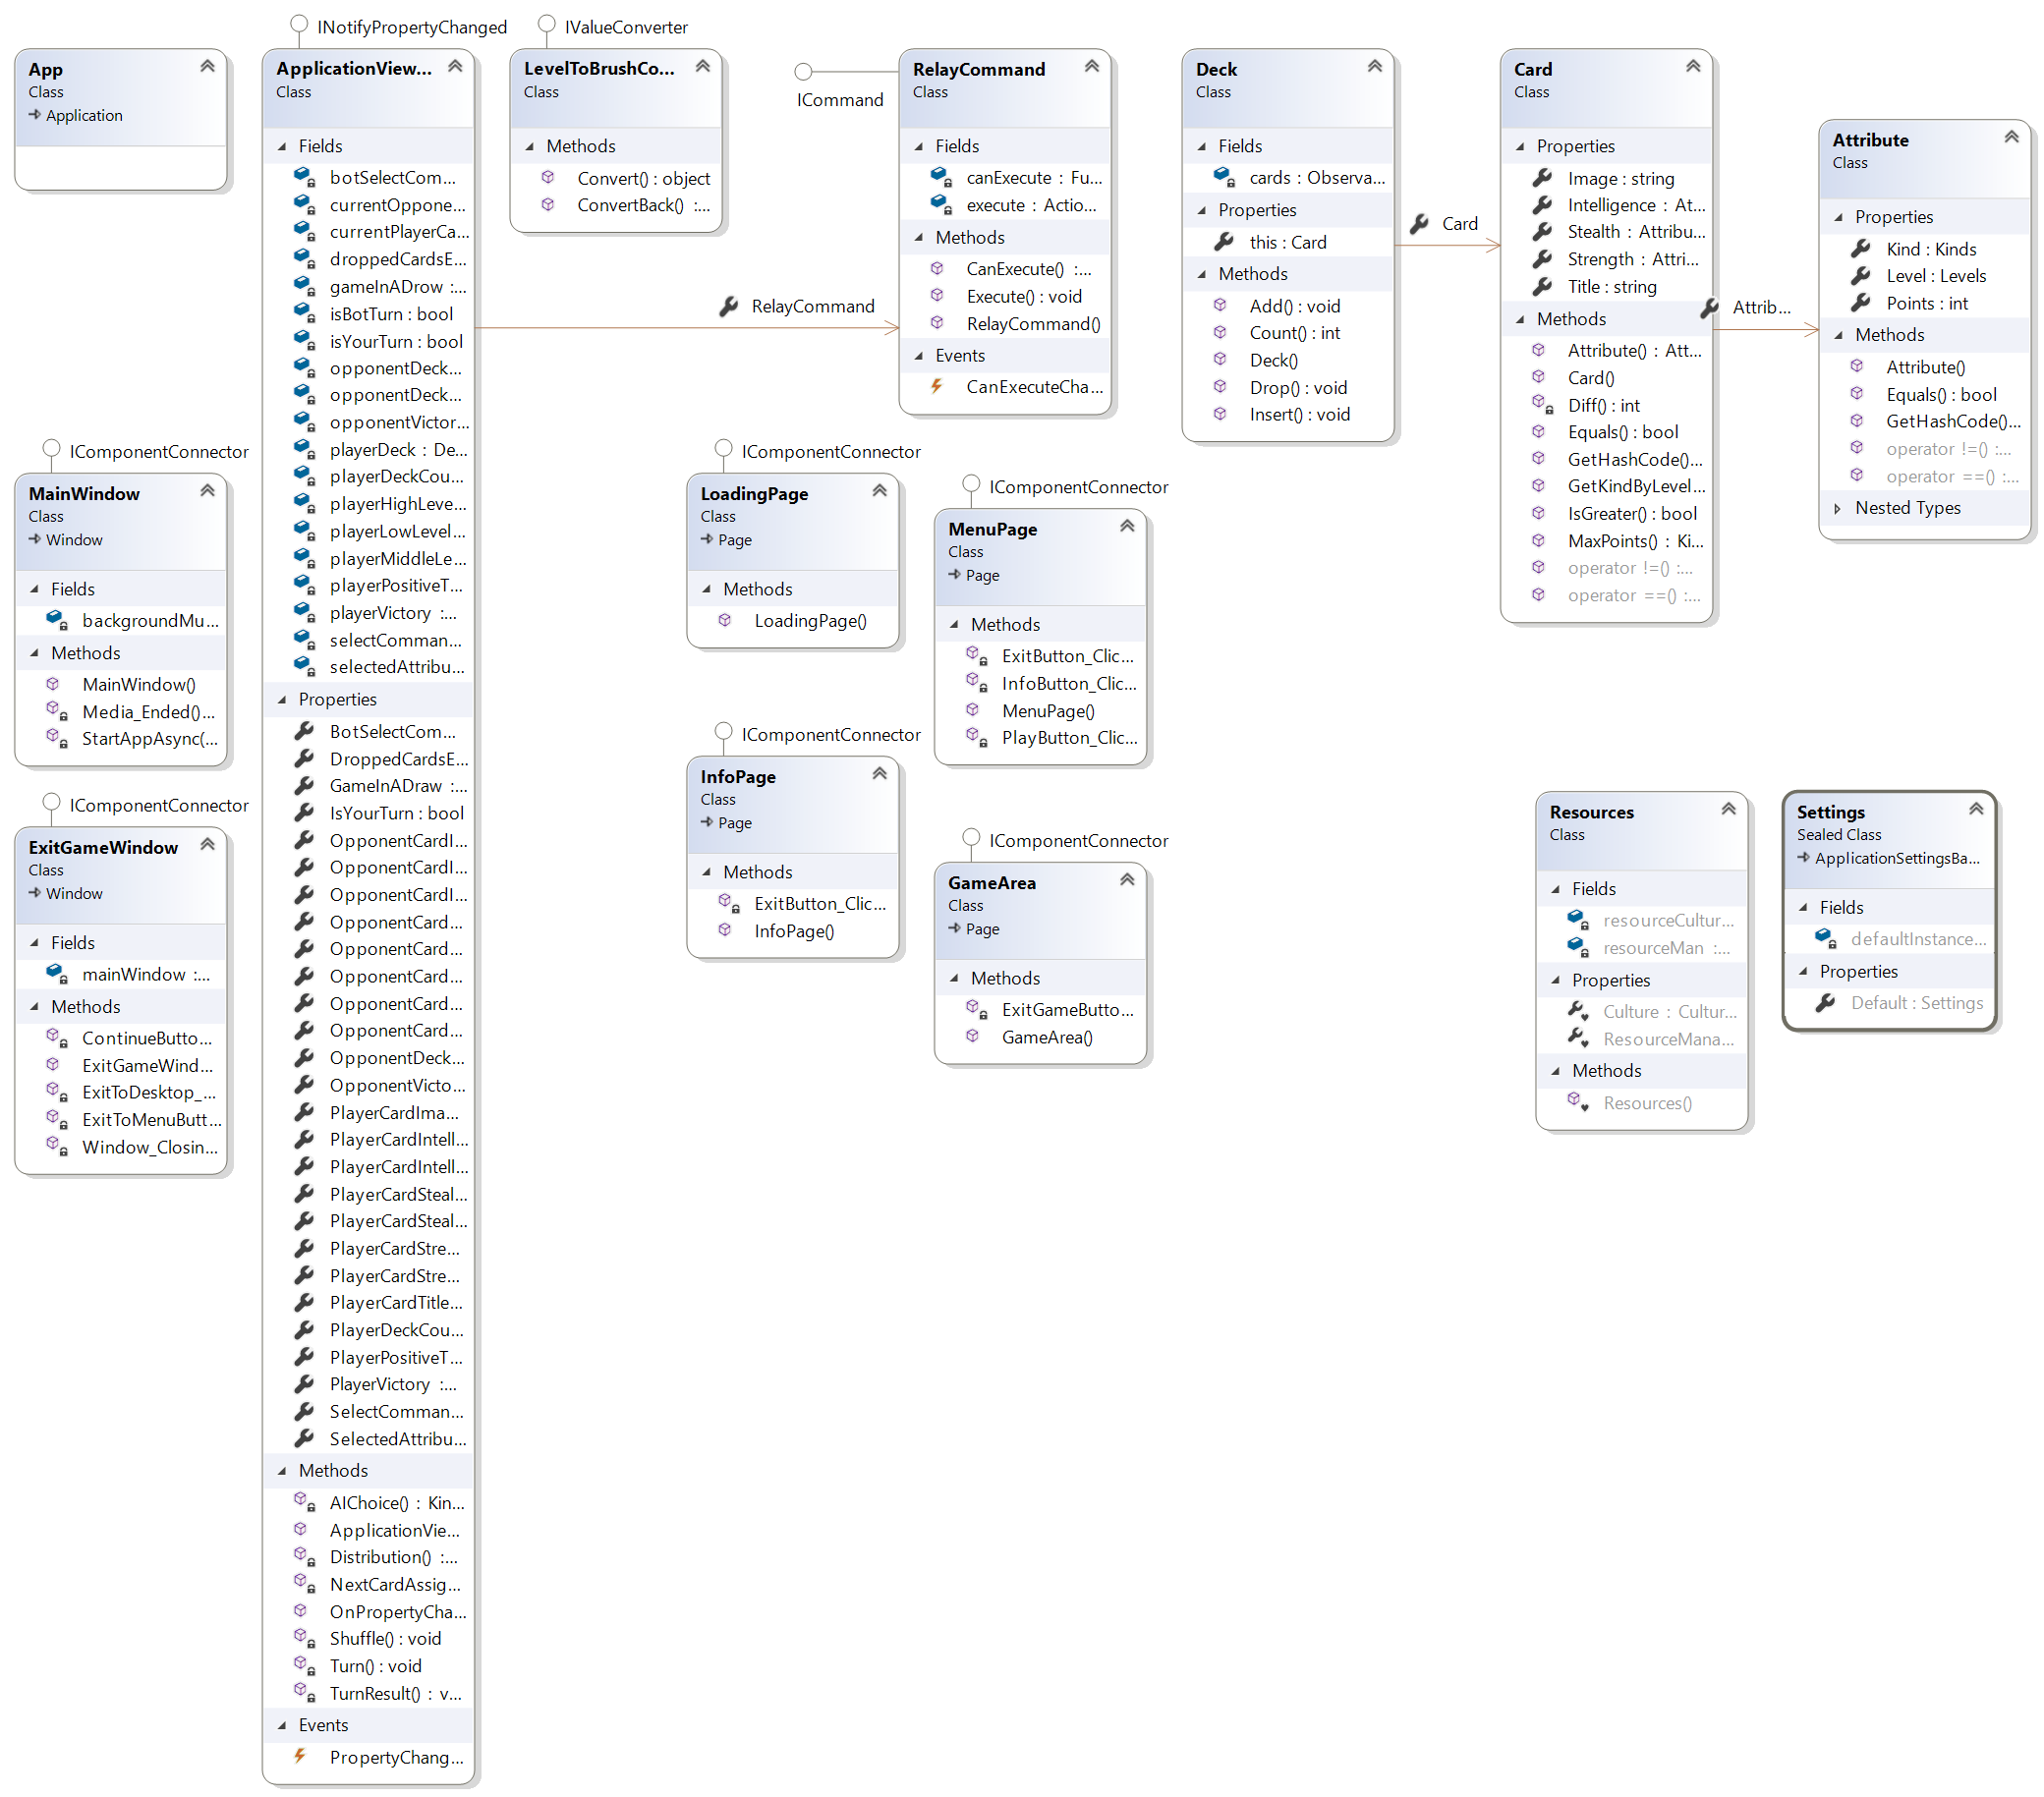 App
Class
Application
INotifyPropertyChanged
ApplicationView...
Class
Fields
botSelectCom...
currentOppone...
currentPlayerCa...
droppedCardsE...
gameInADrow :...
isBotTurn : bool
isYourTurn : bool
opponentDeck...
opponentDeck...
opponentVictor...
playerDeck : De...
playerDeckCou...
playerHighLeve...
playerLowLevel...
playerMiddleLe...
playerPositiveT...
playerVictory :...
selectComman...
selectedAttribu...
Properties
BotSelectCom...
DroppedCardsE...
GameInADraw :...
IsYourTurn : bool
OpponentCardI...
OpponentCardI...
OpponentCardI...
OpponentCard...
OpponentCard...
OpponentCard...
OpponentCard...
OpponentCard...
OpponentDeck...
OpponentVicto...
PlayerCardIma...
PlayerCardIntell...
PlayerCardIntell...
PlayerCardSteal...
PlayerCardSteal...
PlayerCardStre...
PlayerCardStre...
PlayerCardTitle...
PlayerDeckCou...
PlayerPositiveT...
PlayerVictory :...
SelectComman...
SelectedAttribu...
Methods
AIChoice() : Kin...
ApplicationVie...
Distribution() :...
NextCardAssig...
OnPropertyCha...
Shuffle() : void
Turn() : void
TurnResult() : v...
Events
PropertyChang...
IValueConverter
LevelToBrushCo...
Class
Methods
Convert() : object
ConvertBack() :...
ICommand
RelayCommand
Class
Fields
canExecute : Fu...
execute : Actio...
Methods
CanExecute() :...
Execute() : void
RelayCommand()
Events
CanExecuteCha...
RelayCommand
Deck
Class
Fields
cards : Observa...
Properties
this : Card
Methods
Add() : void
Count() : int
Deck()
Drop() : void
Insert() : void
Card
Card
Class
Properties
Image : string
Intelligence : At...
Stealth : Attribu...
Strength : Attri...
Title : string
Methods
Attribute() : Att...
Card()
Diff() : int
Equals() : bool
GetHashCode()...
GetKindByLevel...
IsGreater() : bool
MaxPoints() : Ki...
operator !=() :...
operator ==() :...
Attrib...
Attribute
Class
Properties
Kind : Kinds
Level : Levels
Points : int
Methods
Attribute()
Equals() : bool
GetHashCode()...
operator !=() :...
operator ==() :...
Nested Types
IComponentConnector
MainWindow
Class
Window
Fields
backgroundMu...
Methods
MainWindow()
Media_Ended()...
StartAppAsync(...
IComponentConnector
ExitGameWindow
Class
Window
Fields
mainWindow :...
Methods
ContinueButto...
ExitGameWind...
ExitToDesktop_...
ExitToMenuButt...
Window_Closin...
IComponentConnector
LoadingPage
Class
Page
Methods
LoadingPage()
IComponentConnector
MenuPage
Class
Page
Methods
ExitButton_Clic...
InfoButton_Clic...
MenuPage()
PlayButton_Clic...
IComponentConnector
InfoPage
Class
Page
Methods
ExitButton_Clic...
InfoPage()
IComponentConnector
GameArea
Class
Page
Methods
ExitGameButto...
GameArea()
Resources
Class
Fields
resourceCultur...
resourceMan :...
Properties
Culture : Cultur...
ResourceMana...
Methods
Resources()
Settings
Sealed Class
ApplicationSettingsBa...
Fields
defaultInstance...
Properties
Default : Settings